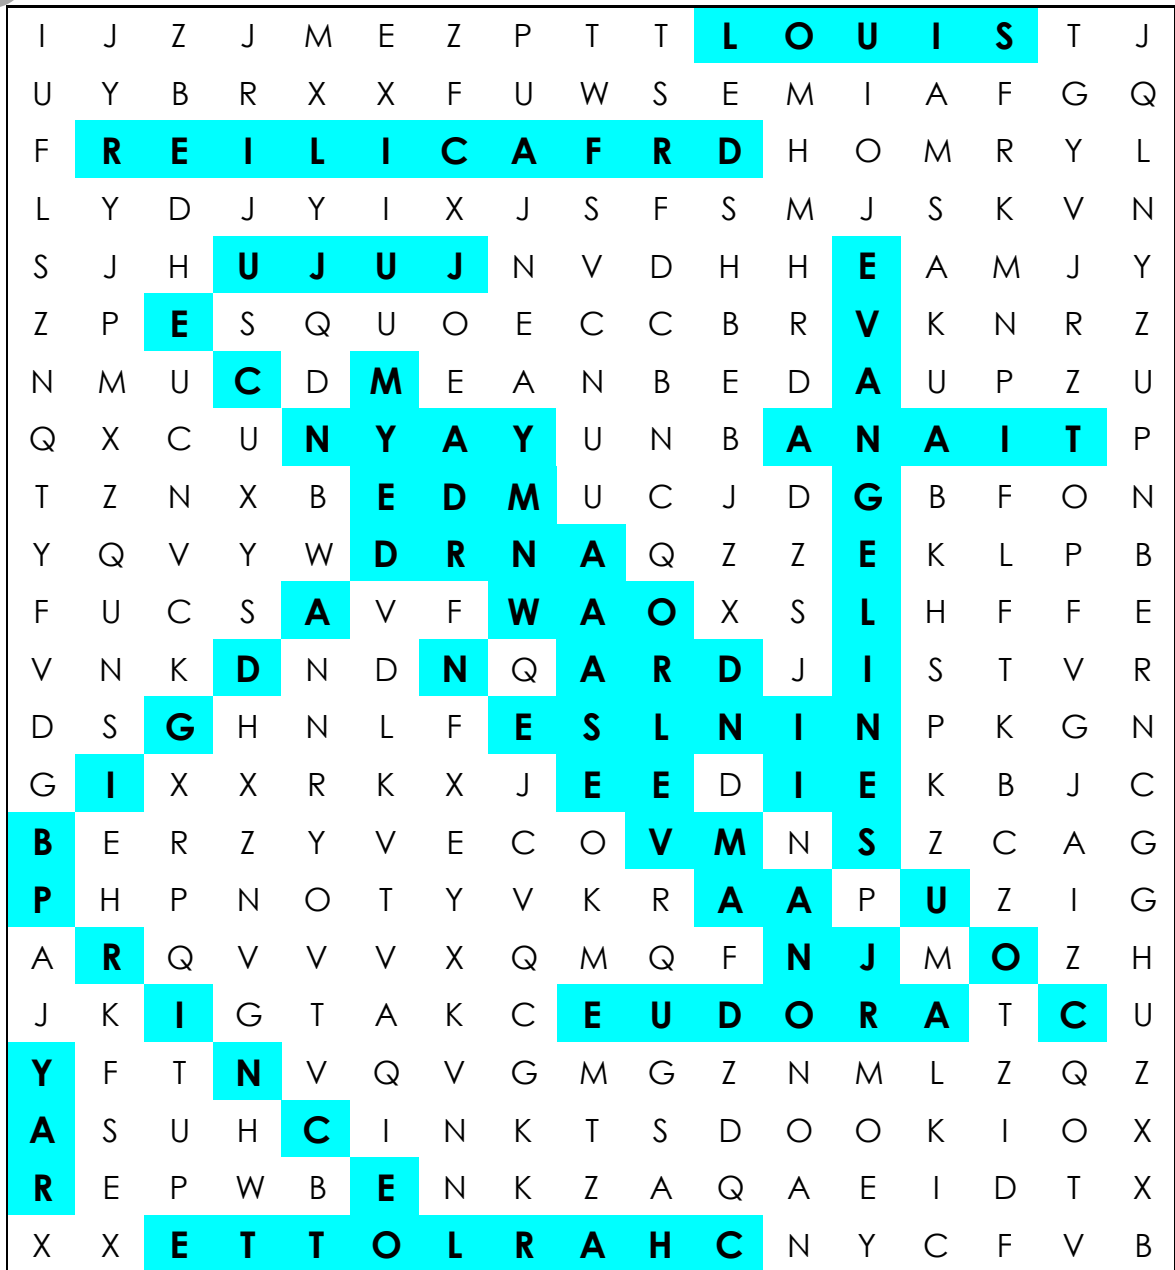 I J Z J M E Z P T T L O U I S T J
U Y B R X X F U W S E M I A F G Q
F R E I L I C A F R D H O M R Y L
L Y D J Y I X J S F S M J S K V N
S J H U J U J N V D H H E A M J Y
Z P E S Q U O E C C B R V K N R Z
N M U C D M E A N B E D A U P Z U
Q X C U N Y A Y U N B A N A I T P
T Z N X B E D M U C J D G B F O N
Y Q V Y W D R N A Q Z Z E K L P B
F U C S A V F W A O X S L H F F E
V N K D N D N Q A R D J I S T V R
D S G H N L F E S L N I N P K G N
G I X X R K X J E E D I E K B J C
B E R Z Y V E C O V M N S Z C A G
P H P N O T Y V K R A A P U Z I G
A R Q V V V X Q M Q F N J M O Z H
J K I G T A K C E U D O R A T C U
Y F T N V Q V G M G Z N M L Z Q Z
A S U H C I N K T S D O O K I O X
R E P W B E N K Z A Q A E I D T X
X X E T T O L R A H C N Y C F V B